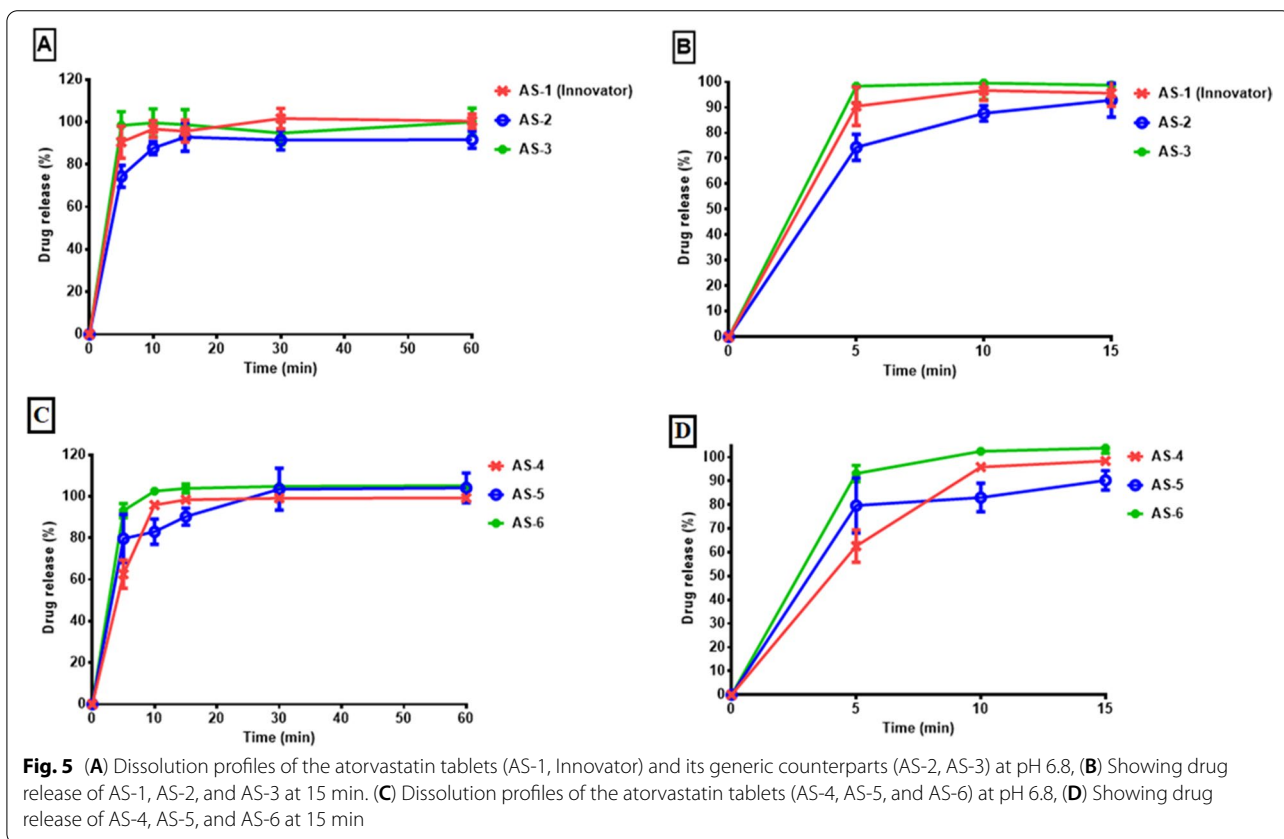 A
120
100
80
60
40
20
0
Drug release (%)
0 10 20 30 40 50 60
Time (min)
AS-1 (Innovator)
AS-2
AS-3
B
100
90
80
70
60
50
40
30
20
10
0
Drug release (%)
0 5 10 15
Time (min)
AS-1 (Innovator)
AS-2
AS-3
C
120
100
80
60
40
20
0
Drug release (%)
0 10 20 30 40 50 60
Time (min)
AS-4
AS-5
AS-6
D
100
90
80
70
60
50
40
30
20
10
0
Drug release (%)
0 5 10 15
Time (min)
AS-4
AS-5
AS-6
Fig. 5 (A) Dissolution profiles of the atorvastatin tablets (AS-1, Innovator) and its generic counterparts (AS-2, AS-3) at pH 6.8, (B) Showing drug
release of AS-1, AS-2, and AS-3 at 15 min. (C) Dissolution profiles of the atorvastatin tablets (AS-4, AS-5, and AS-6) at pH 6.8, (D) Showing drug
release of AS-4, AS-5, and AS-6 at 15 min